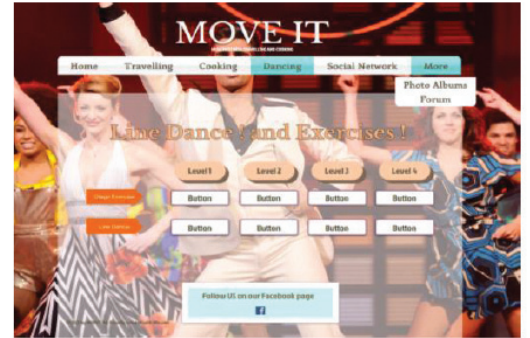 MOVE IT
Home Travelling Cooking Dancing Social Network More
Photo Albums
Forum
Line Dance ! and Exercises !
Level 1 Level 2 Level 3 Level 4
Button Button Button Button
Line Dance Button Button Button Button
Follow US on our Facebook page
f